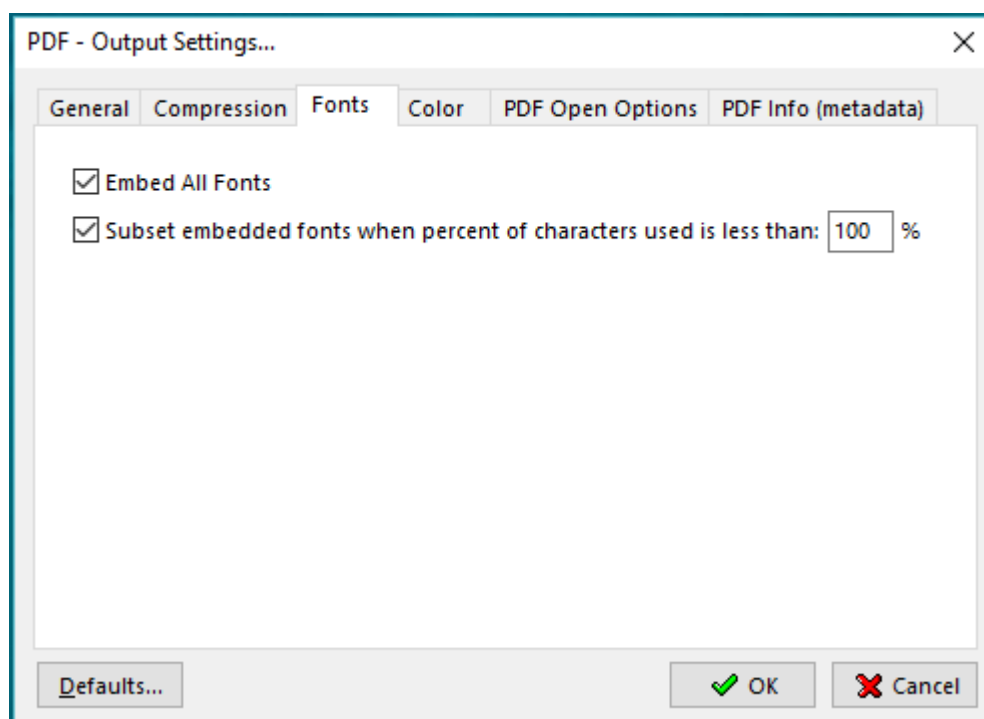 PDF - Output Settings...
General Compression Fonts Color PDF Open Options PDF Info (metadata)
Embed All Fonts
Subset embedded fonts when percent of characters used is less than: 100 %
Defaults... OK Cancel